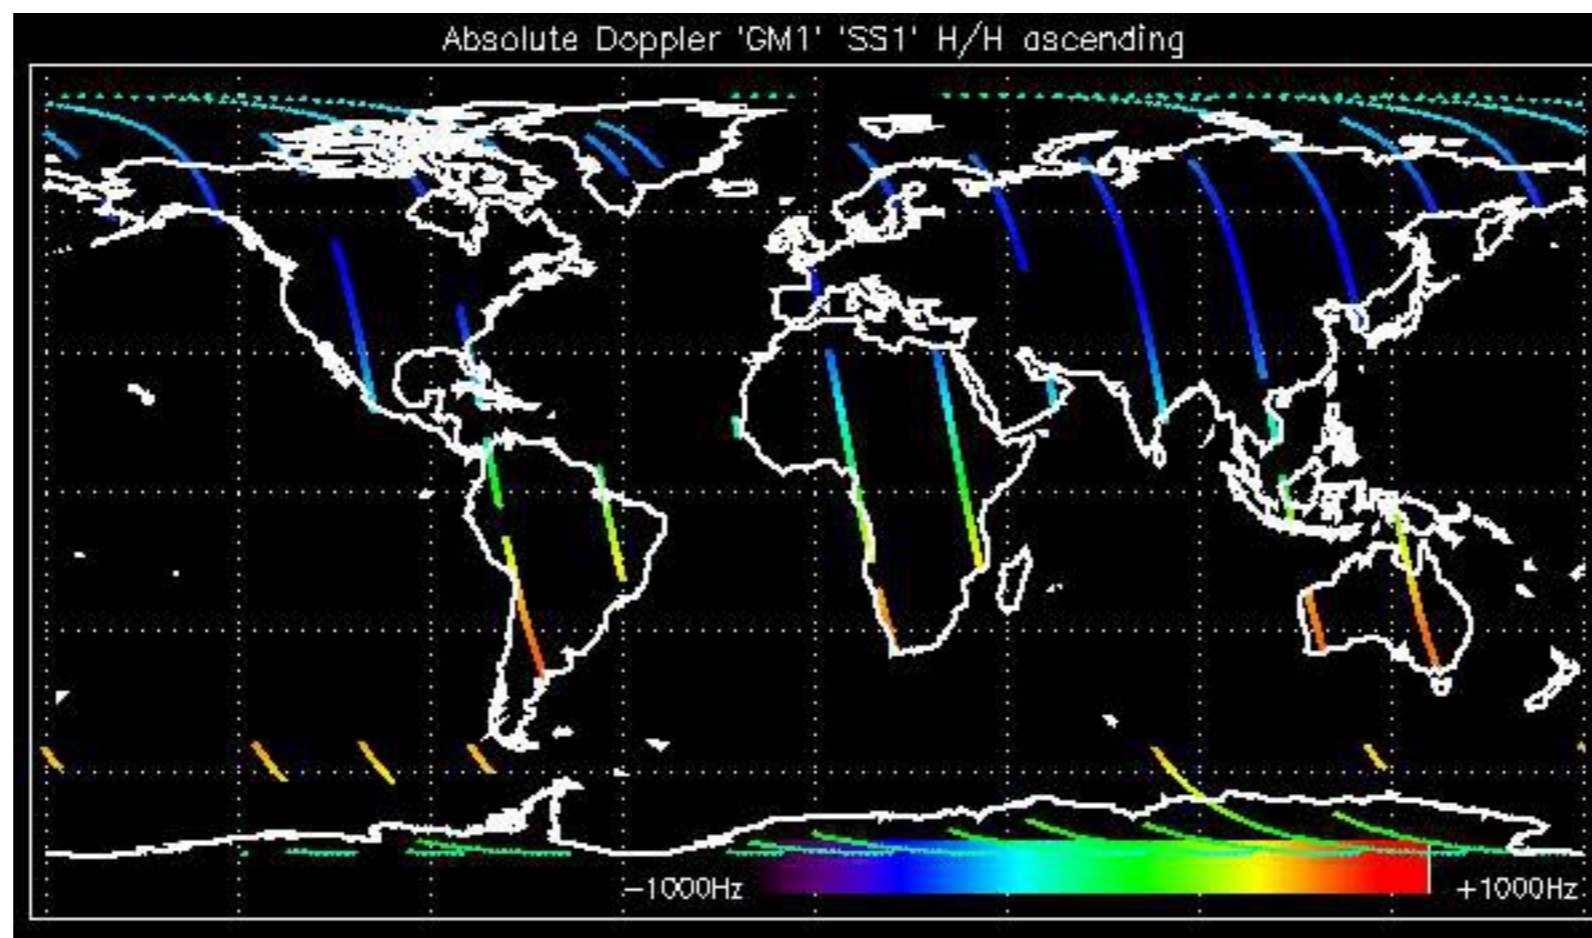 Absolute Doppler 'GM1' 'SS1' H/H ascending
-1000Hz
+1000Hz